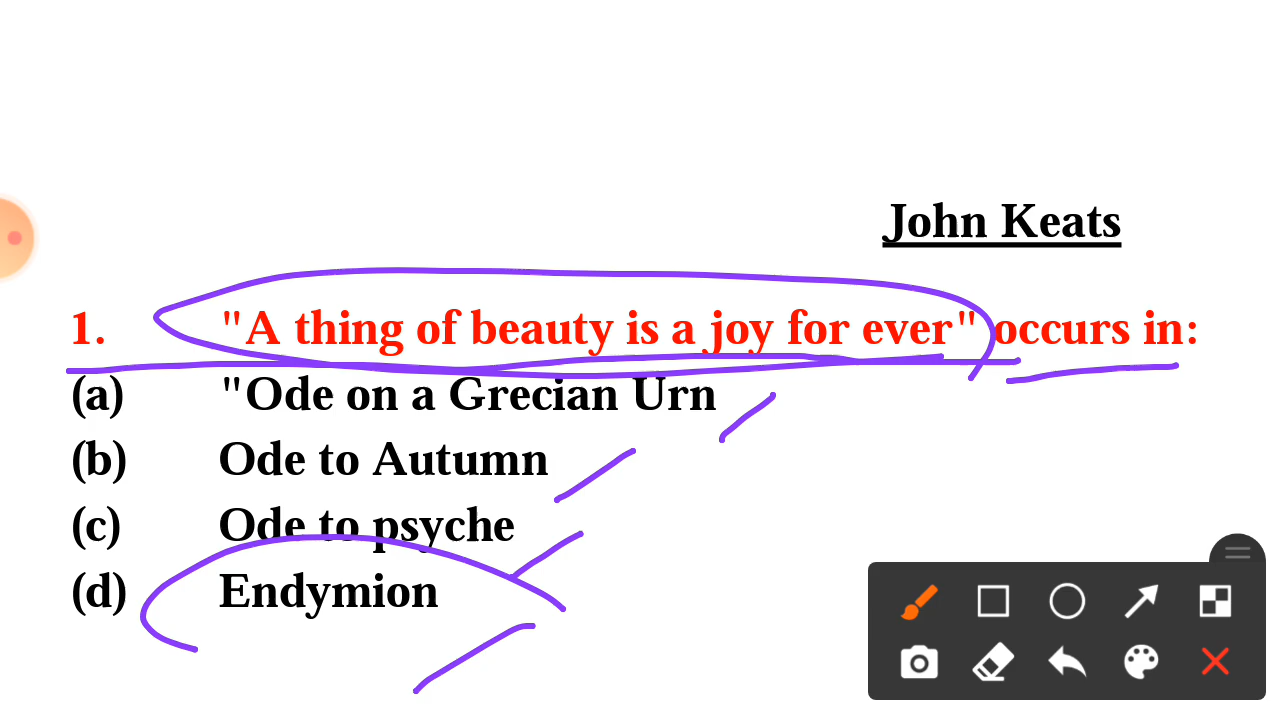 John Keats
1. "A thing of beauty is a joy for ever" occurs in:
(a) "Ode on a Grecian Urn
(b) Ode to Autumn
(c) Ode to psyche
(d) Endymion